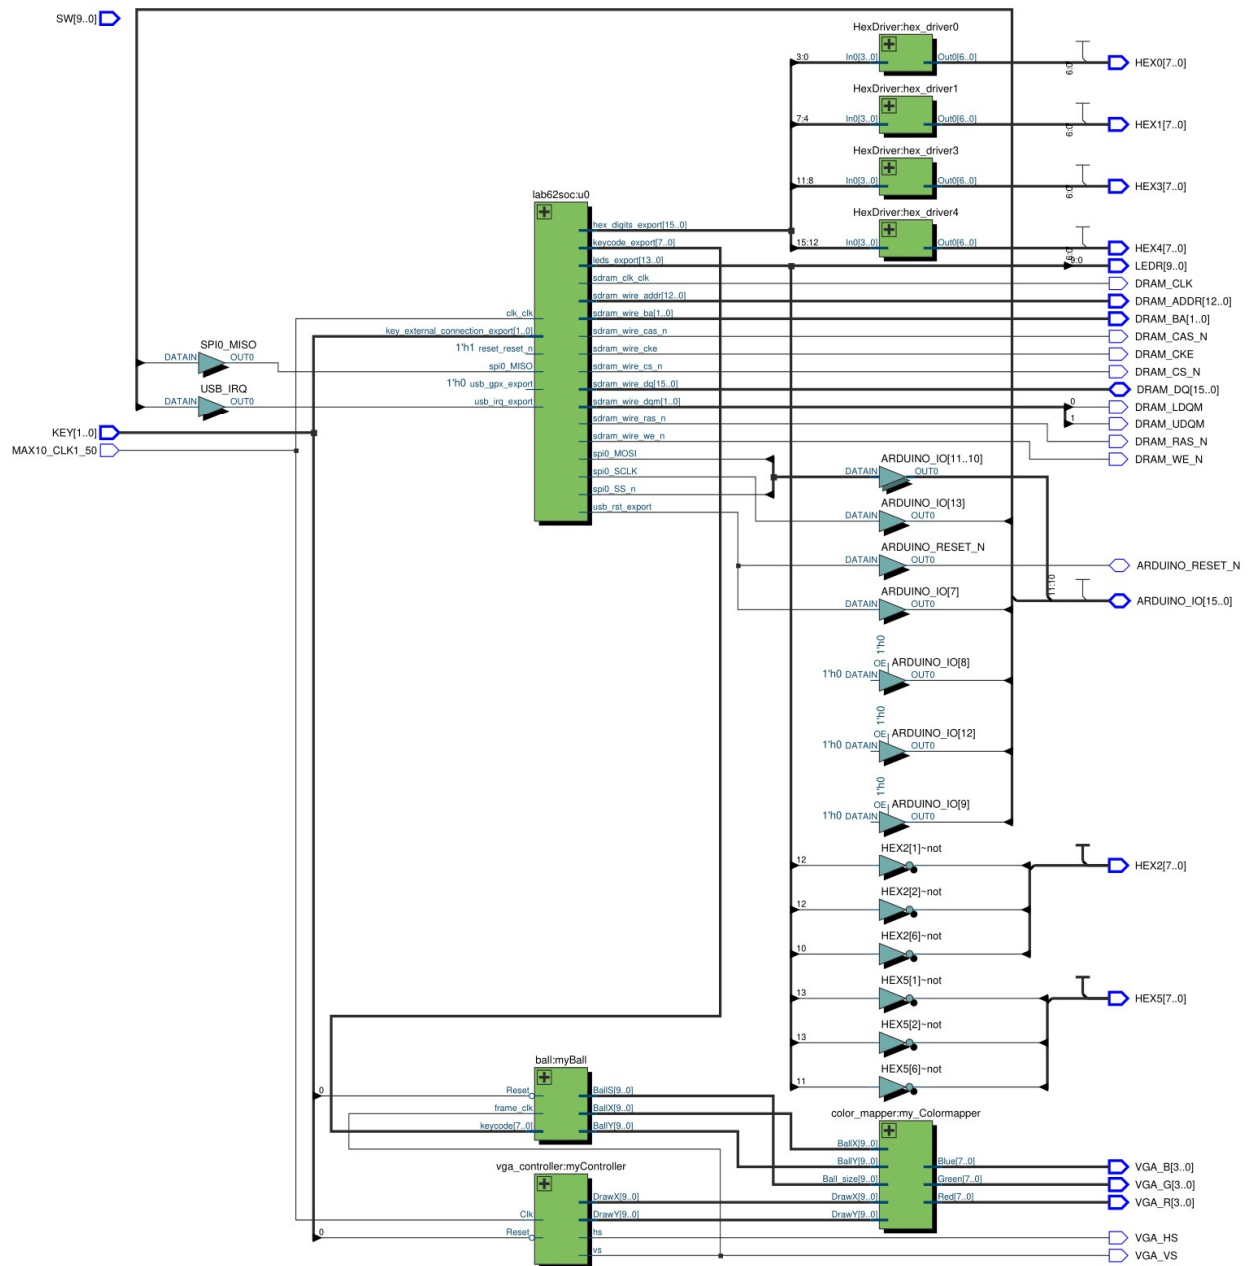 SW[9..0]
HexDriver:hex_driver0
3:0 In0[3..0] Out0[6..0] 6:0 HEX0[7..0]
HexDriver:hex_driver1
7:4 In0[3..0] Out0[6..0] 6:0 HEX1[7..0]
HexDriver:hex_driver3
11:8 In0[3..0] Out0[6..0] 6:0 HEX3[7..0]
HexDriver:hex_driver4
15:12 In0[3..0] Out0[6..0] 6:0 HEX4[7..0]
lab62soc:u0
hex_digits_export[15..0]
keycode_export[7..0]
leds_export[13..0] 9:0 LEDR[9..0]
sdram_clk_clk DRAM_CLK
sdram_wire_addr[12..0] DRAM_ADDR[12..0]
clk_clk sdram_wire_ba[1..0] DRAM_BA[1..0]
key_external_connection_export[1..0] sdram_wire_cas_n DRAM_CAS_N
1'h1 reset_reset_n sdram_wire_cke DRAM_CKE
spi0_MISO sdram_wire_cs_n DRAM_CS_N
1'h0 usb_gpx_export sdram_wire_dq[15..0] DRAM_DQ[15..0]
usb_irq_export sdram_wire_dqm[1..0] 0 DRAM_LDQM
sdram_wire_ras_n 1 DRAM_UDQM
sdram_wire_we_n DRAM_RAS_N
spi0_MOSI DRAM_WE_N
spi0_SCLK
spi0_SS_n
usb_rst_export
SPI0_MISO
DATAIN OUT0
USB_IRQ
DATAIN OUT0
KEY[1..0]
MAX10_CLK1_50
ARDUINO_IO[11..10]
DATAIN OUT0
ARDUINO_IO[13]
DATAIN OUT0
ARDUINO_RESET_N
DATAIN OUT0 ARDUINO_RESET_N
11:10 ARDUINO_IO[15..0]
ARDUINO_IO[7]
DATAIN OUT0
1'h0
OE ARDUINO_IO[8]
1'h0 DATAIN OUT0
1'h0
OE ARDUINO_IO[12]
1'h0 DATAIN OUT0
1'h0
OE ARDUINO_IO[9]
1'h0 DATAIN OUT0
HEX2[1]~not
12 HEX2[7..0]
HEX2[2]~not
12
HEX2[6]~not
10
HEX5[1]~not
13 HEX5[7..0]
HEX5[2]~not
13
HEX5[6]~not
11
ball:myBall
0 Reset BallS[9..0]
frame_clk BallX[9..0]
keycode[7..0] BallY[9..0]
color_mapper:my_Colormapper
BallX[9..0]
BallY[9..0] Blue[7..0] VGA_B[3..0]
Ball_size[9..0] Green[7..0] VGA_G[3..0]
DrawX[9..0] Red[7..0] VGA_R[3..0]
DrawY[9..0]
vga_controller:myController
DrawX[9..0]
Clk DrawY[9..0]
0 Reset hs VGA_HS
vs VGA_VS